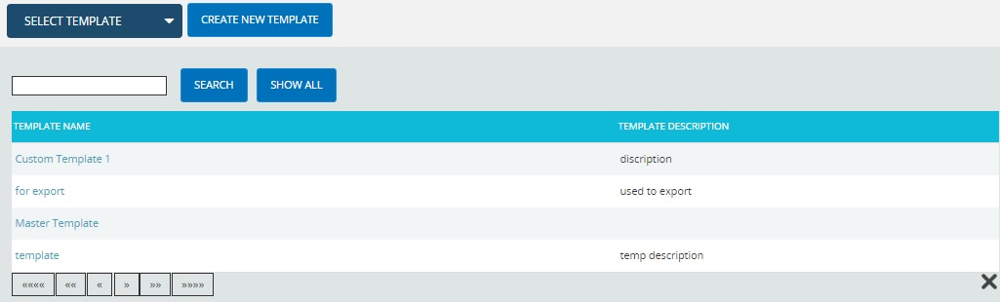 SELECT TEMPLATE CREATE NEW TEMPLATE
SEARCH SHOW ALL
TEMPLATE NAME TEMPLATE DESCRIPTION
Custom Template 1 discription
for export used to export
Master Template
template temp description
«««« «« « » »» »»»»